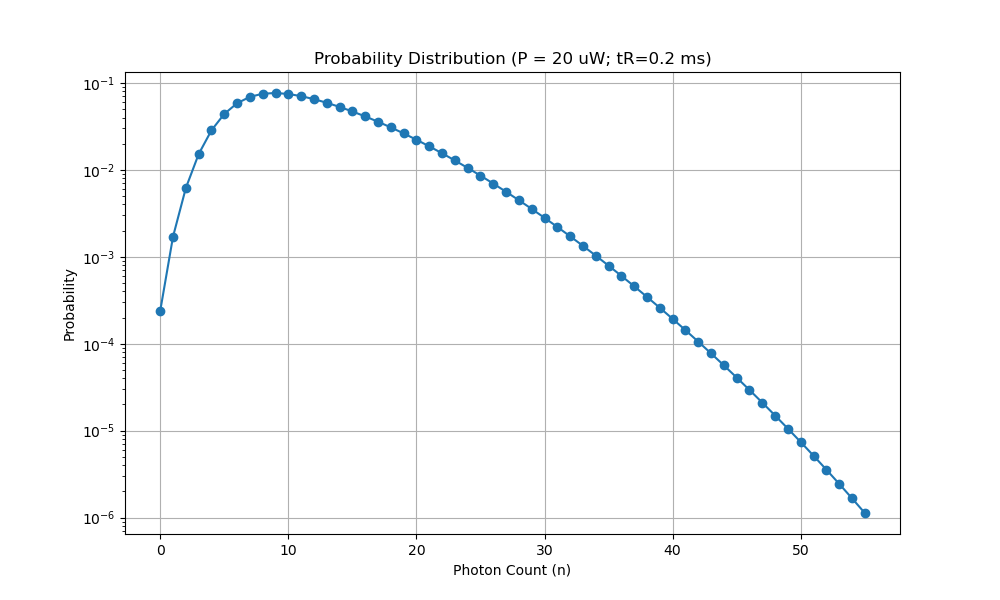 Probability Distribution (P = 20 uW; tR=0.2 ms)
Probability
10⁻¹
10⁻²
10⁻³
10⁻⁴
10⁻⁵
10⁻⁶
0 10 20 30 40 50
Photon Count (n)